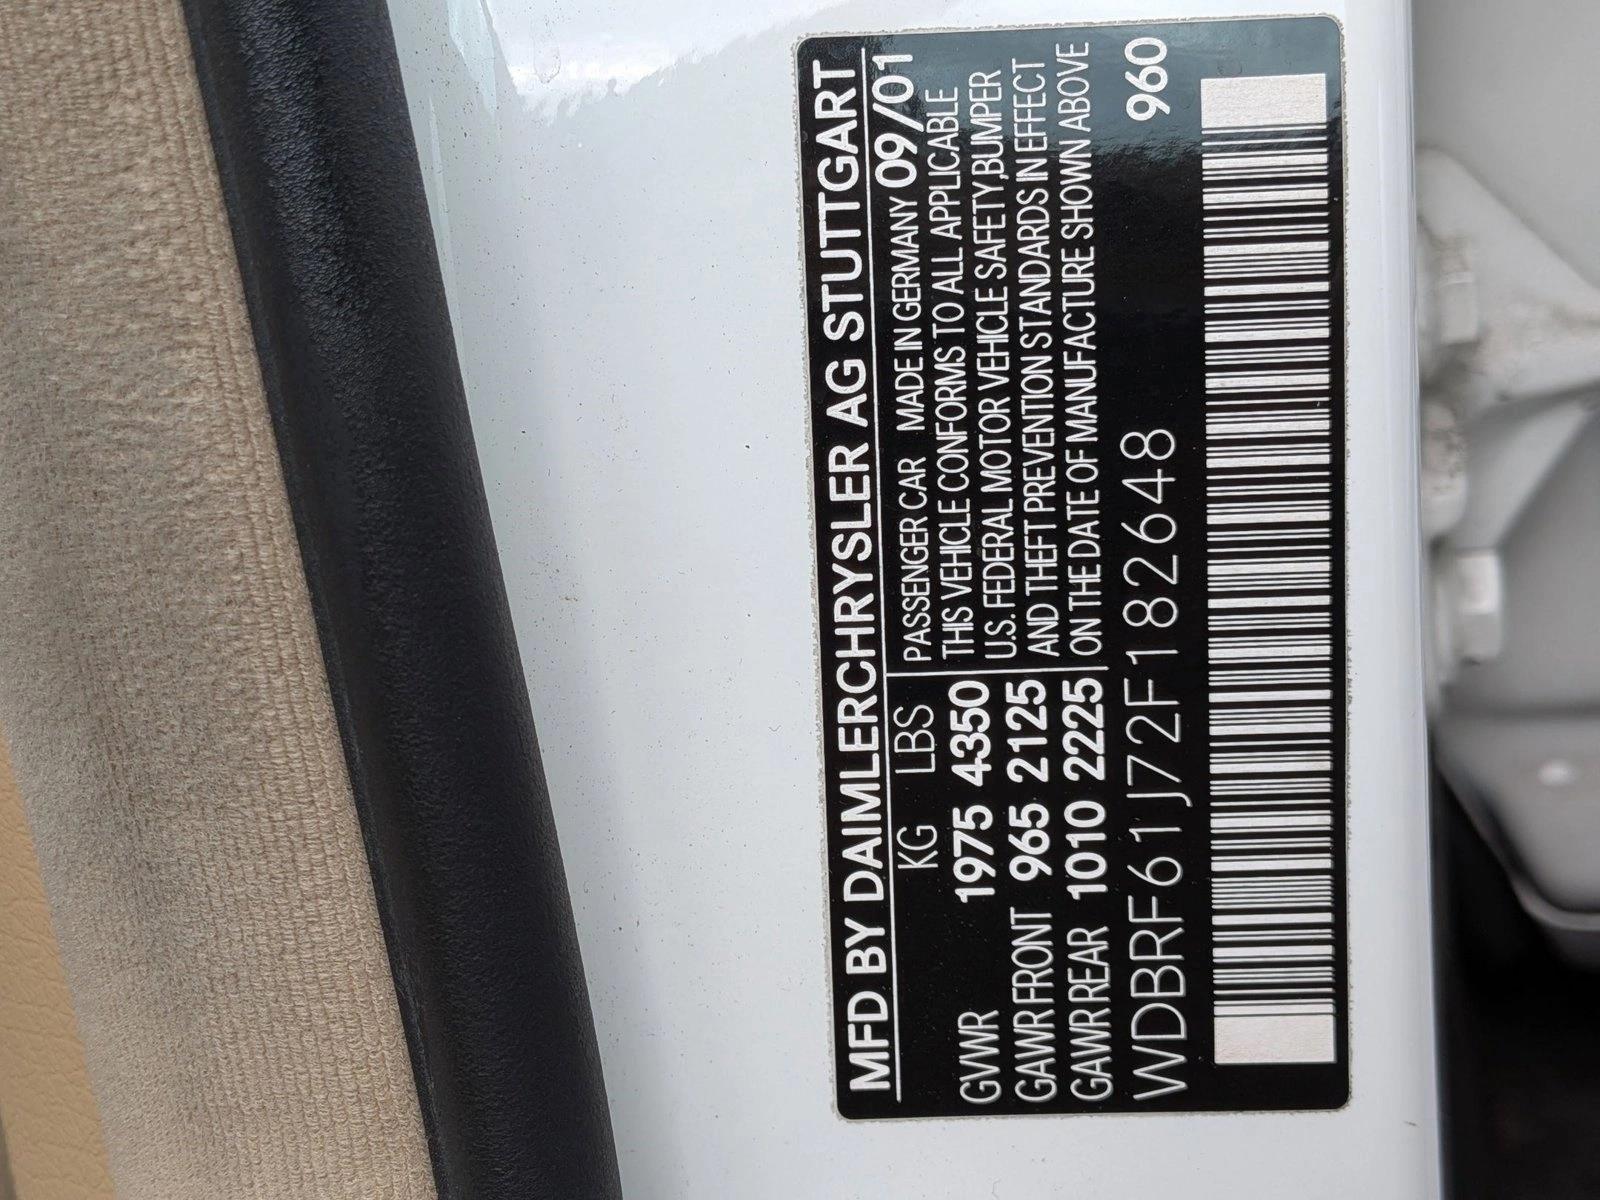 MFD BY DAIMLERCHRYSLER AG STUTTGART
KG LBS
GVWR 1975 4350
GAWR FRONT 965 2125
GAWR REAR 1010 2225
PASSENGER CAR MADE IN GERMANY 09/01
THIS VEHICLE CONFORMS TO ALL APPLICABLE
U.S. FEDERAL MOTOR VEHICLE SAFETY,BUMPER
AND THEFT PREVENTION STANDARDS IN EFFECT
ON THE DATE OF MANUFACTURE SHOWN ABOVE
WDBRF61J72F182648 960